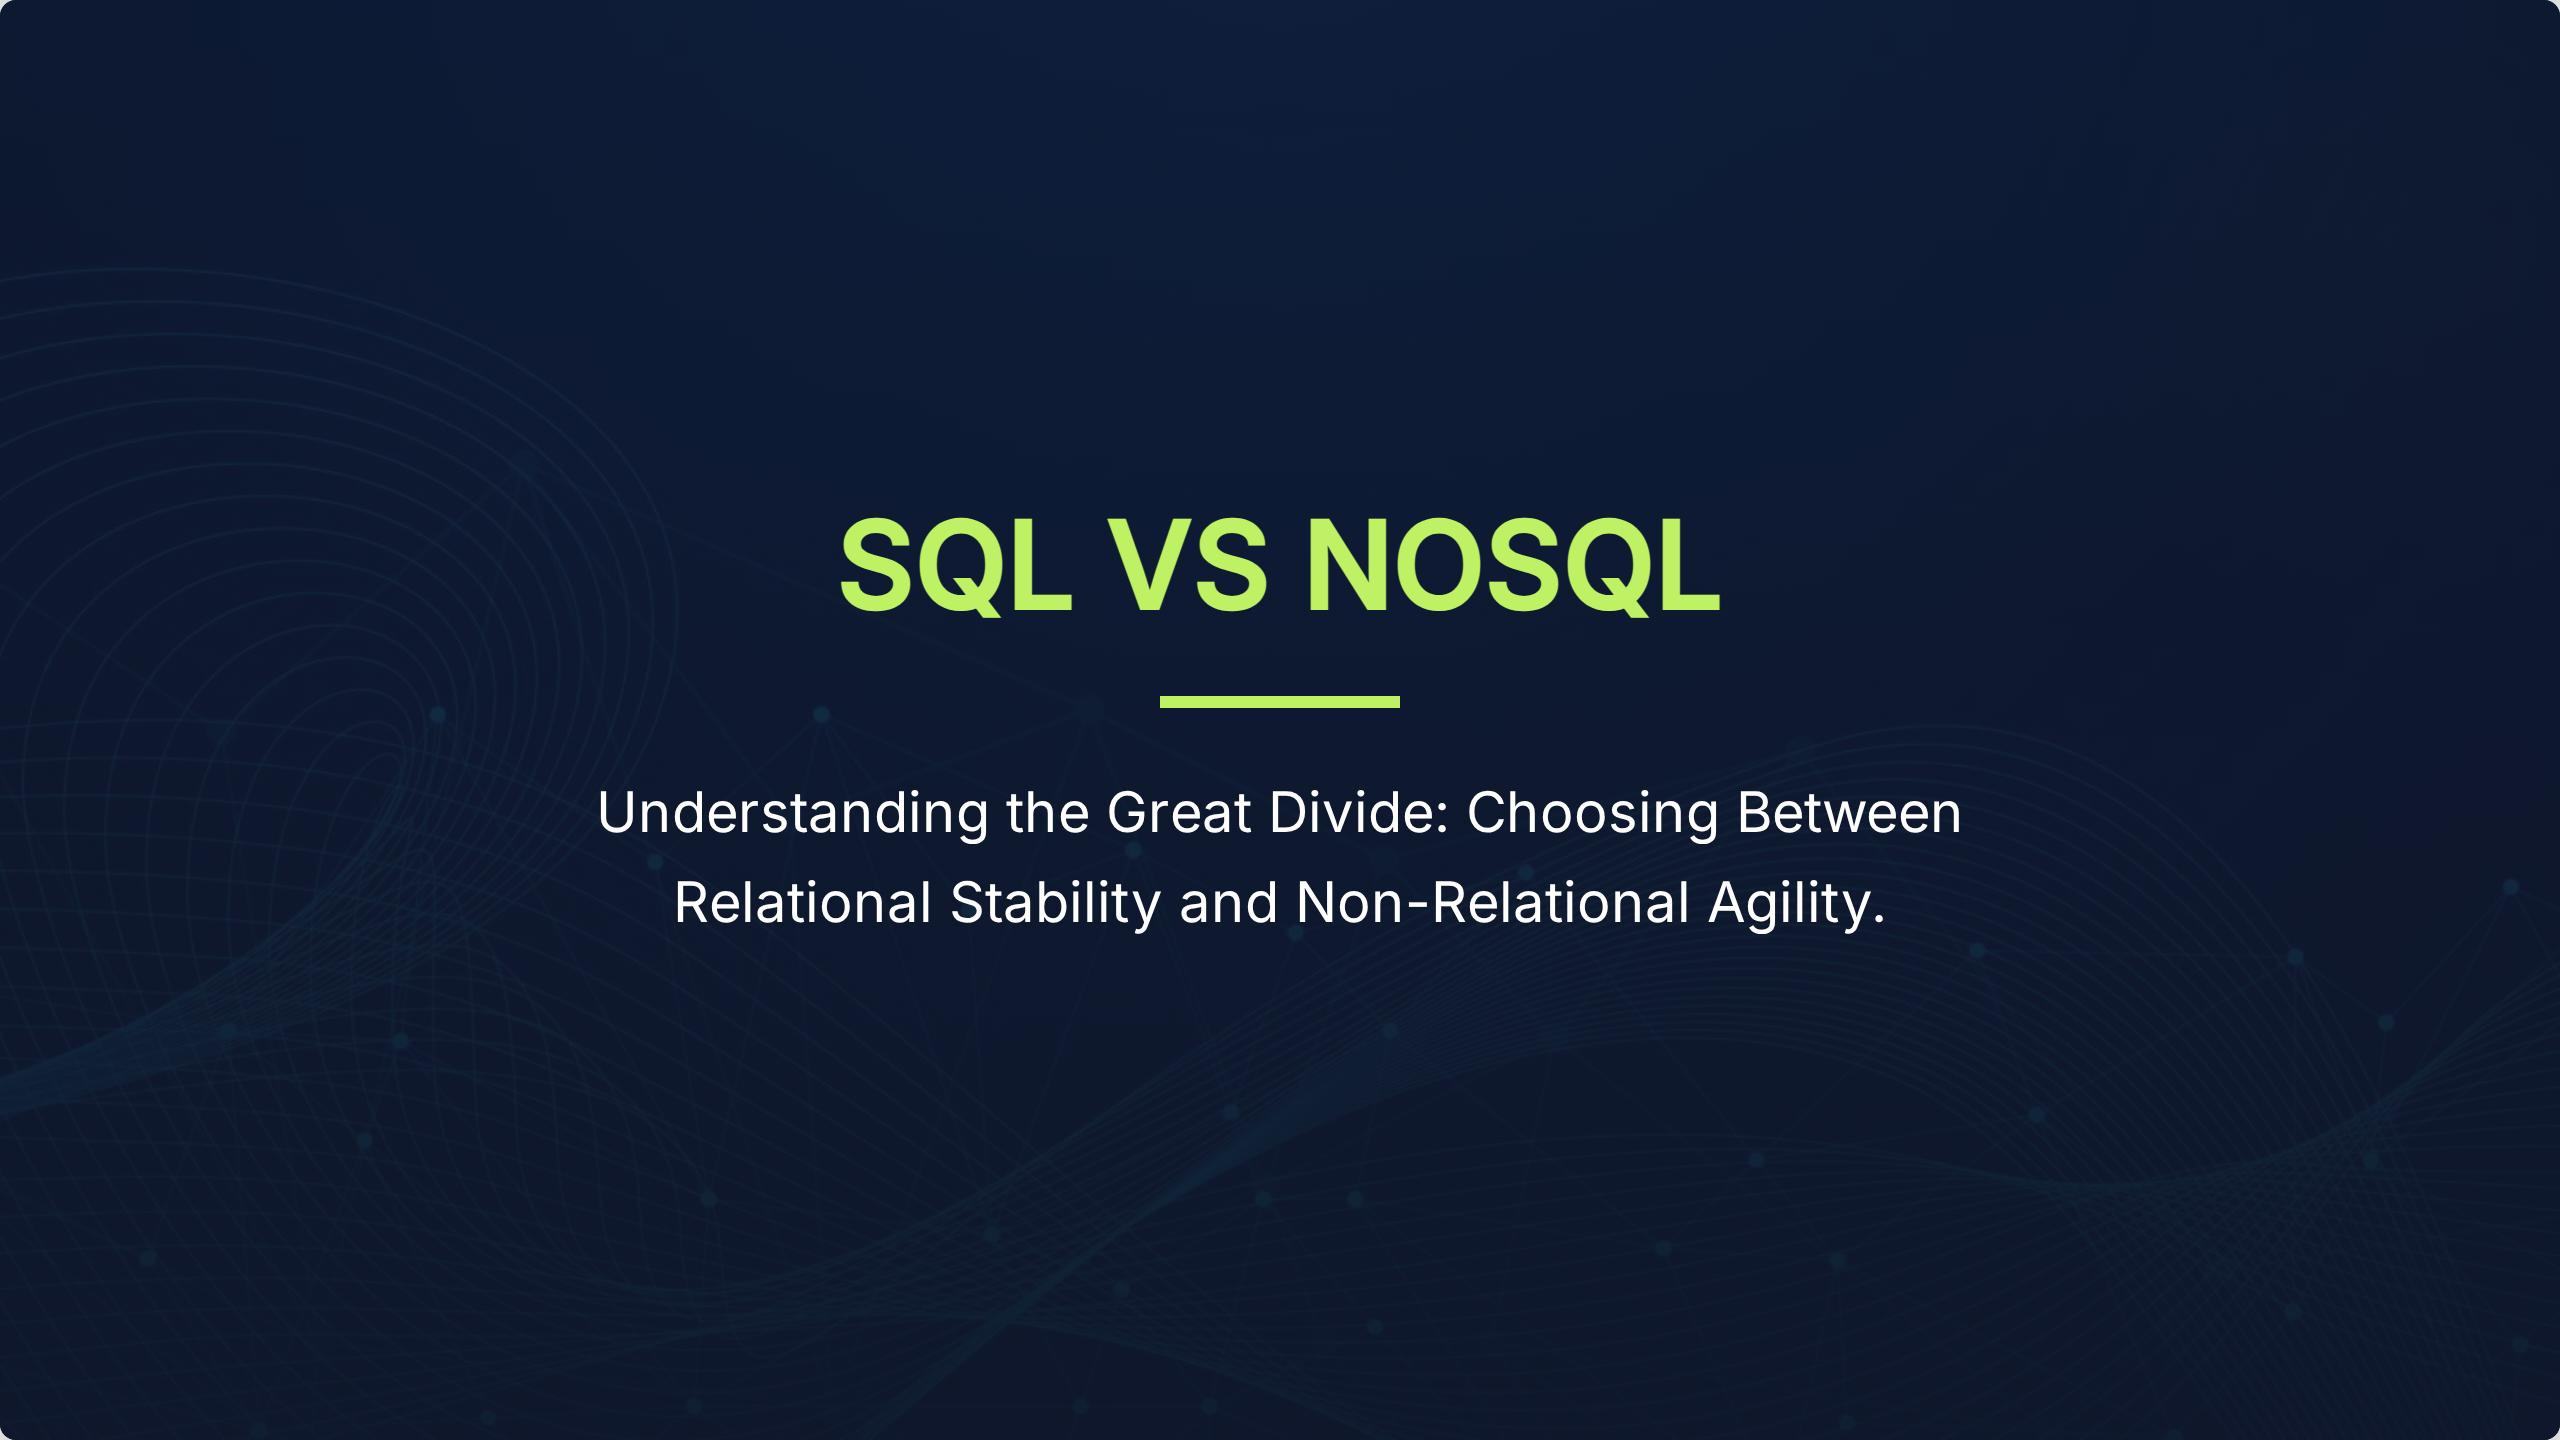 SQL VS NOSQL
Understanding the Great Divide: Choosing Between
Relational Stability and Non-Relational Agility.